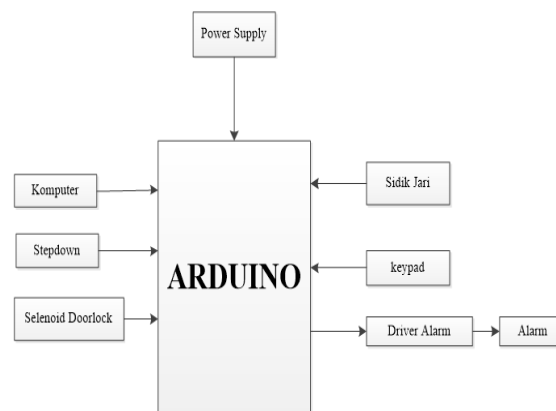 Power Supply
Komputer
Sidik Jari
Stepdown
ARDUINO
keypad
Selenoid Doorlock
Driver Alarm
Alarm